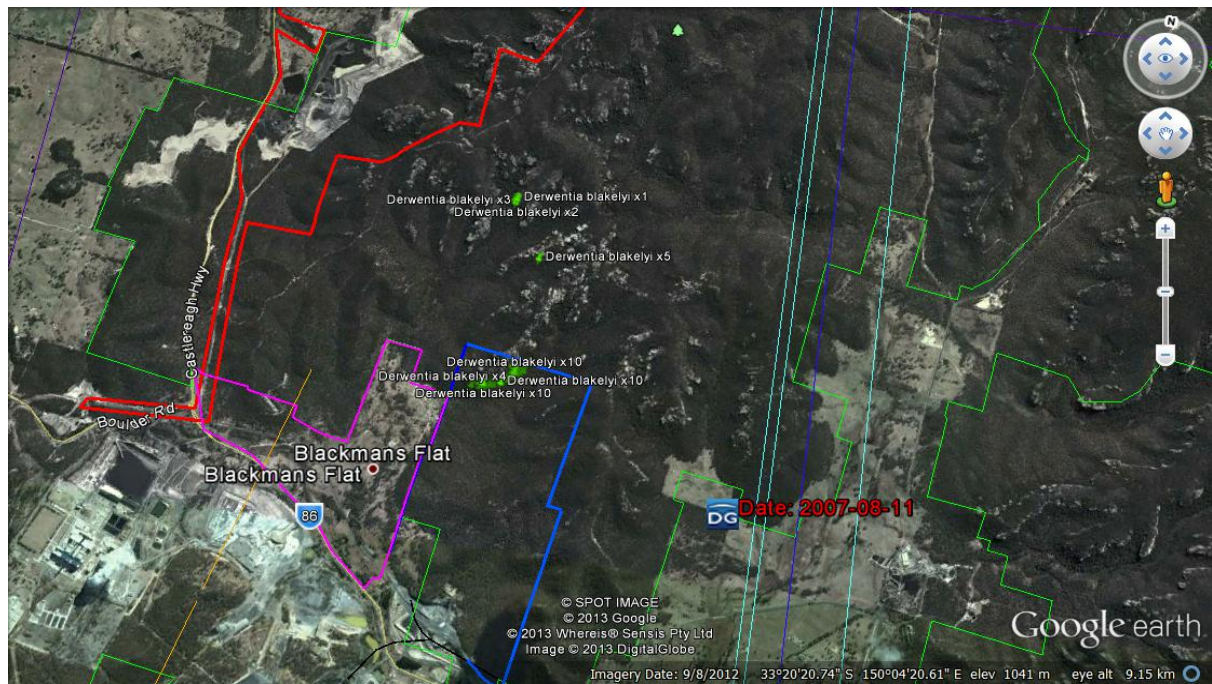 N
Derwentia blakelyi x3
Derwentia blakelyi x1
Derwentia blakelyi x2
Derwentia blakelyi x5
Castlereagh Hwy
Derwentia blakelyi x10
Derwentia blakelyi x4
Derwentia blakelyi x10
Derwentia blakelyi x10
Boulder Rd
Blackmans Flat
Blackmans Flat
86
DG
Date: 2007-08-11
© SPOT IMAGE
© 2013 Google
© 2013 Whereis® Sensis Pty Ltd
Image © 2013 DigitalGlobe
Google earth
Imagery Date: 9/8/2012 33°20'20.74" S 150°04'20.61" E elev 1041 m eye alt 9.15 km